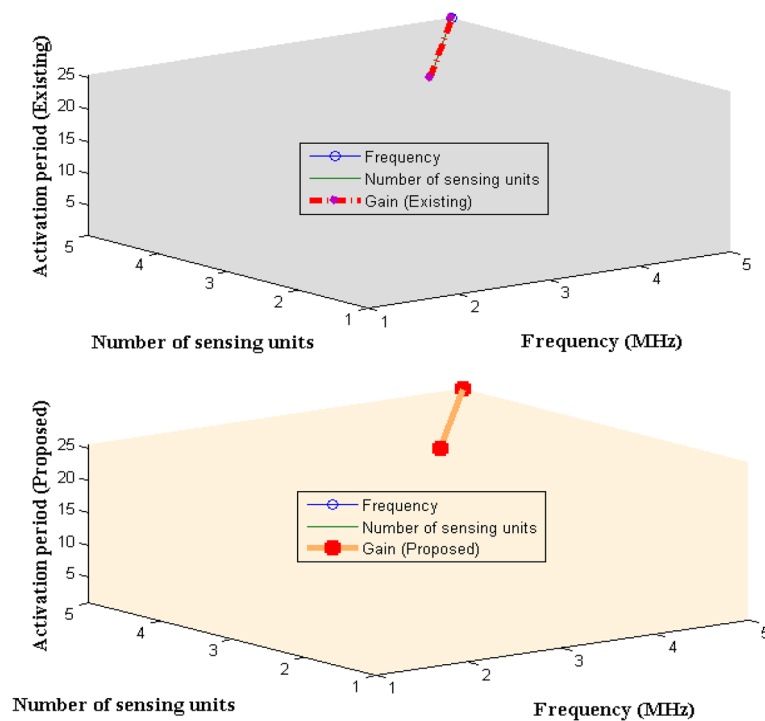 Activation period (Existing)
25
20
15
10
5
5
4
3
2
1
1
2
3
4
5
Number of sensing units
Frequency (MHz)
Frequency
Number of sensing units
Gain (Existing)
Activation period (Proposed)
25
20
15
10
5
5
4
3
2
1
1
2
3
4
5
Number of sensing units
Frequency (MHz)
Frequency
Number of sensing units
Gain (Proposed)